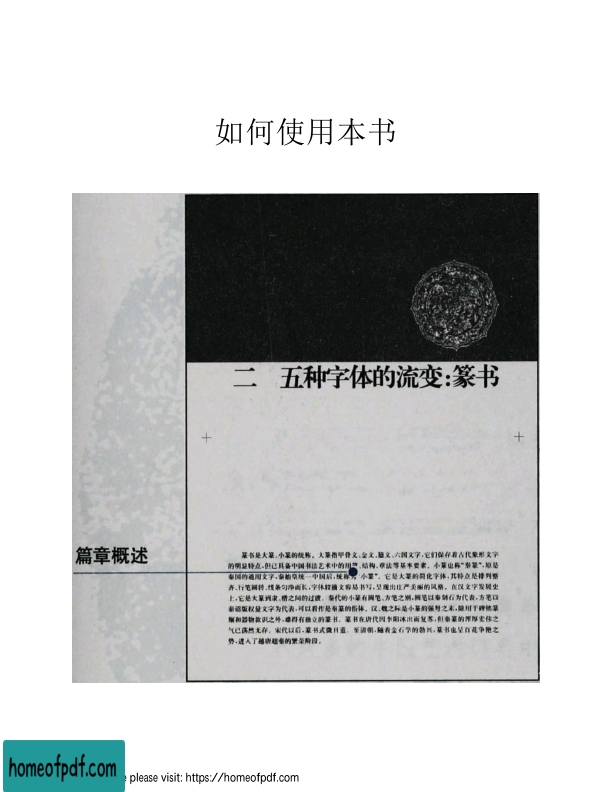 如何使用本书
二 五种字体的流变:篆书
篇章概述
篆书是大篆、小篆的统称。大篆指甲骨文、金文、籀文、六国文字,它们保存着古代象形文字
的明显特点,但已具备中国书法艺术中的用笔、结构、章法等基本要素。小篆也称“秦篆”,原是
秦国的通用文字,秦始皇统一中国后,统称为“小篆”。它是大篆的简化字体,其特点是排列整
齐、行笔圆转、线条匀净而长,字体较籀文容易书写,呈现出庄严美丽的风格。在汉文字发展史
上,它是大篆到隶、楷之间的过渡。秦代的小篆有圆笔、方笔之别,圆笔以秦刻石为代表,方笔以
秦诏版权量文字为代表,可以看作是秦篆的俗体。汉、魏之际是小篆的强弩之末,除用于碑铭篆
额和器物款识之外,难得有独立的篆书。篆书在唐代因李阳冰出而复苏,但秦篆的浑厚宏伟之
气已荡然无存。宋代以后,篆书式微日甚。至清朝,随着金石学的勃兴,篆书也呈百花争艳之
势,进入了越唐超秦的繁荣阶段。
homeofpdf.com
e please visit: https://homeofpdf.com